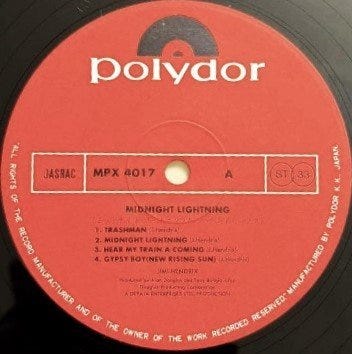 polydor
JASRAC
MPX 4017
A
ST
33
MIDNIGHT LIGHTNING
1. TRASHMAN (J.Hendrix)
2. MIDNIGHT LIGHTNING (J.Hendrix)
3. HEAR MY TRAIN A COMING (J.Hendrix)
4. GYPSY BOY(NEW RISING SUN) (J.Hendrix)
JIMI HENDRIX
"ALL RIGHTS OF THE RECORD MANUFACTURER AND OF THE OWNER OF THE WORK RECORDED RESERVED" MANUFACTURED BY POLYDOR K.K. JAPAN.